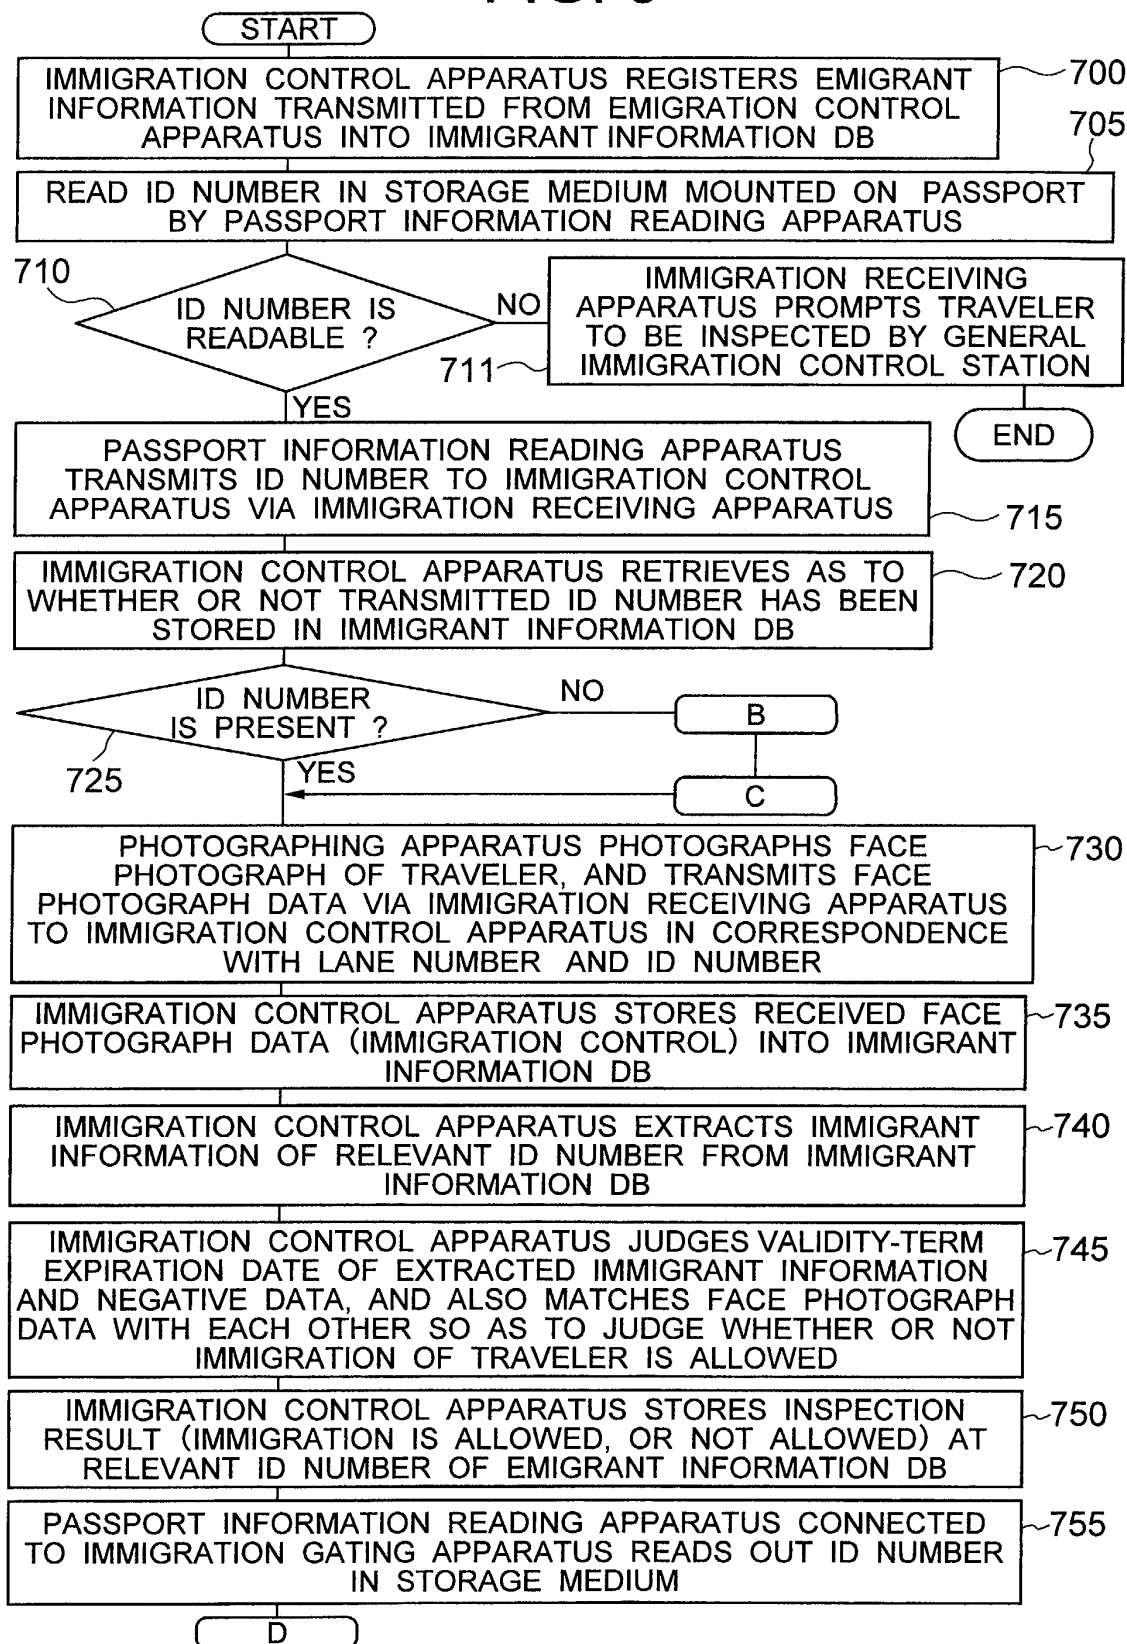 START
IMMIGRATION CONTROL APPARATUS REGISTERS EMIGRANT
INFORMATION TRANSMITTED FROM EMIGRATION CONTROL
APPARATUS INTO IMMIGRANT INFORMATION DB
700
705
READ ID NUMBER IN STORAGE MEDIUM MOUNTED ON PASSPORT
BY PASSPORT INFORMATION READING APPARATUS
710
ID NUMBER IS
READABLE ?
NO
IMMIGRATION RECEIVING
APPARATUS PROMPTS TRAVELER
TO BE INSPECTED BY GENERAL
IMMIGRATION CONTROL STATION
711
YES
END
PASSPORT INFORMATION READING APPARATUS
TRANSMITS ID NUMBER TO IMMIGRATION CONTROL
APPARATUS VIA IMMIGRATION RECEIVING APPARATUS
715
IMMIGRATION CONTROL APPARATUS RETRIEVES AS TO
WHETHER OR NOT TRANSMITTED ID NUMBER HAS BEEN
STORED IN IMMIGRANT INFORMATION DB
720
ID NUMBER
IS PRESENT ?
NO
B
725
YES
C
PHOTOGRAPHING APPARATUS PHOTOGRAPHS FACE
PHOTOGRAPH OF TRAVELER, AND TRANSMITS FACE
PHOTOGRAPH DATA VIA IMMIGRATION RECEIVING APPARATUS
TO IMMIGRATION CONTROL APPARATUS IN CORRESPONDENCE
WITH LANE NUMBER AND ID NUMBER
730
IMMIGRATION CONTROL APPARATUS STORES RECEIVED FACE
PHOTOGRAPH DATA (IMMIGRATION CONTROL) INTO IMMIGRANT
INFORMATION DB
735
IMMIGRATION CONTROL APPARATUS EXTRACTS IMMIGRANT
INFORMATION OF RELEVANT ID NUMBER FROM IMMIGRANT
INFORMATION DB
740
IMMIGRATION CONTROL APPARATUS JUDGES VALIDITY-TERM
EXPIRATION DATE OF EXTRACTED IMMIGRANT INFORMATION
AND NEGATIVE DATA, AND ALSO MATCHES FACE PHOTOGRAPH
DATA WITH EACH OTHER SO AS TO JUDGE WHETHER OR NOT
IMMIGRATION OF TRAVELER IS ALLOWED
745
IMMIGRATION CONTROL APPARATUS STORES INSPECTION
RESULT (IMMIGRATION IS ALLOWED, OR NOT ALLOWED) AT
RELEVANT ID NUMBER OF EMIGRANT INFORMATION DB
750
PASSPORT INFORMATION READING APPARATUS CONNECTED
TO IMMIGRATION GATING APPARATUS READS OUT ID NUMBER
IN STORAGE MEDIUM
755
D